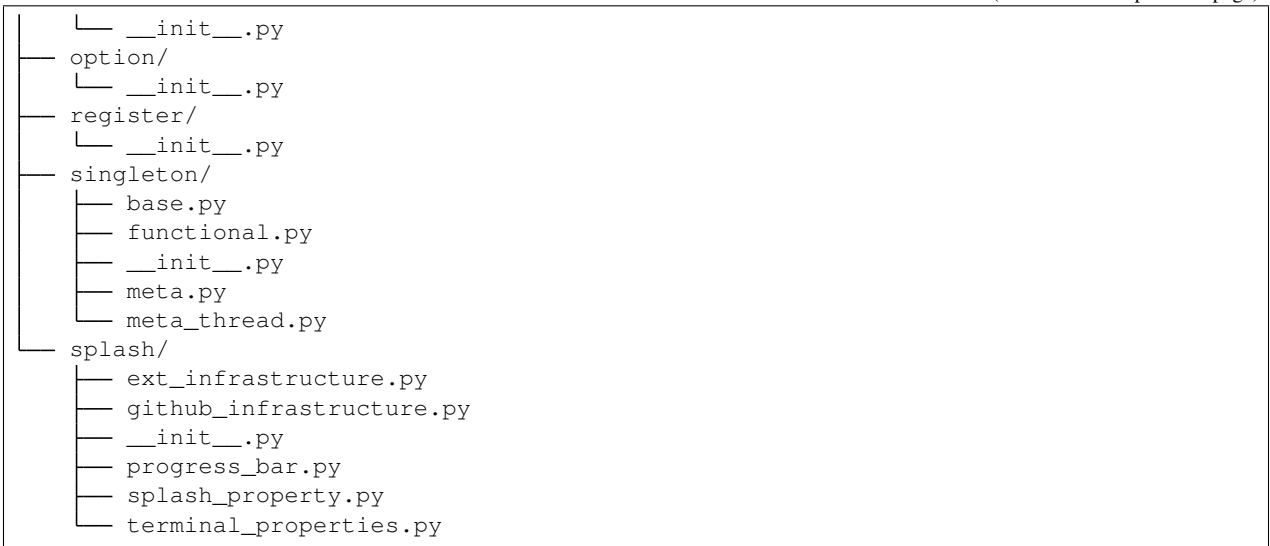 │   └── __init__.py
├── option/
│   └── __init__.py
├── register/
│   └── __init__.py
├── singleton/
│   ├── base.py
│   ├── functional.py
│   ├── __init__.py
│   ├── meta.py
│   └── meta_thread.py
└── splash/
    ├── ext_infrastructure.py
    ├── github_infrastructure.py
    ├── __init__.py
    ├── progress_bar.py
    ├── splash_property.py
    └── terminal_properties.py